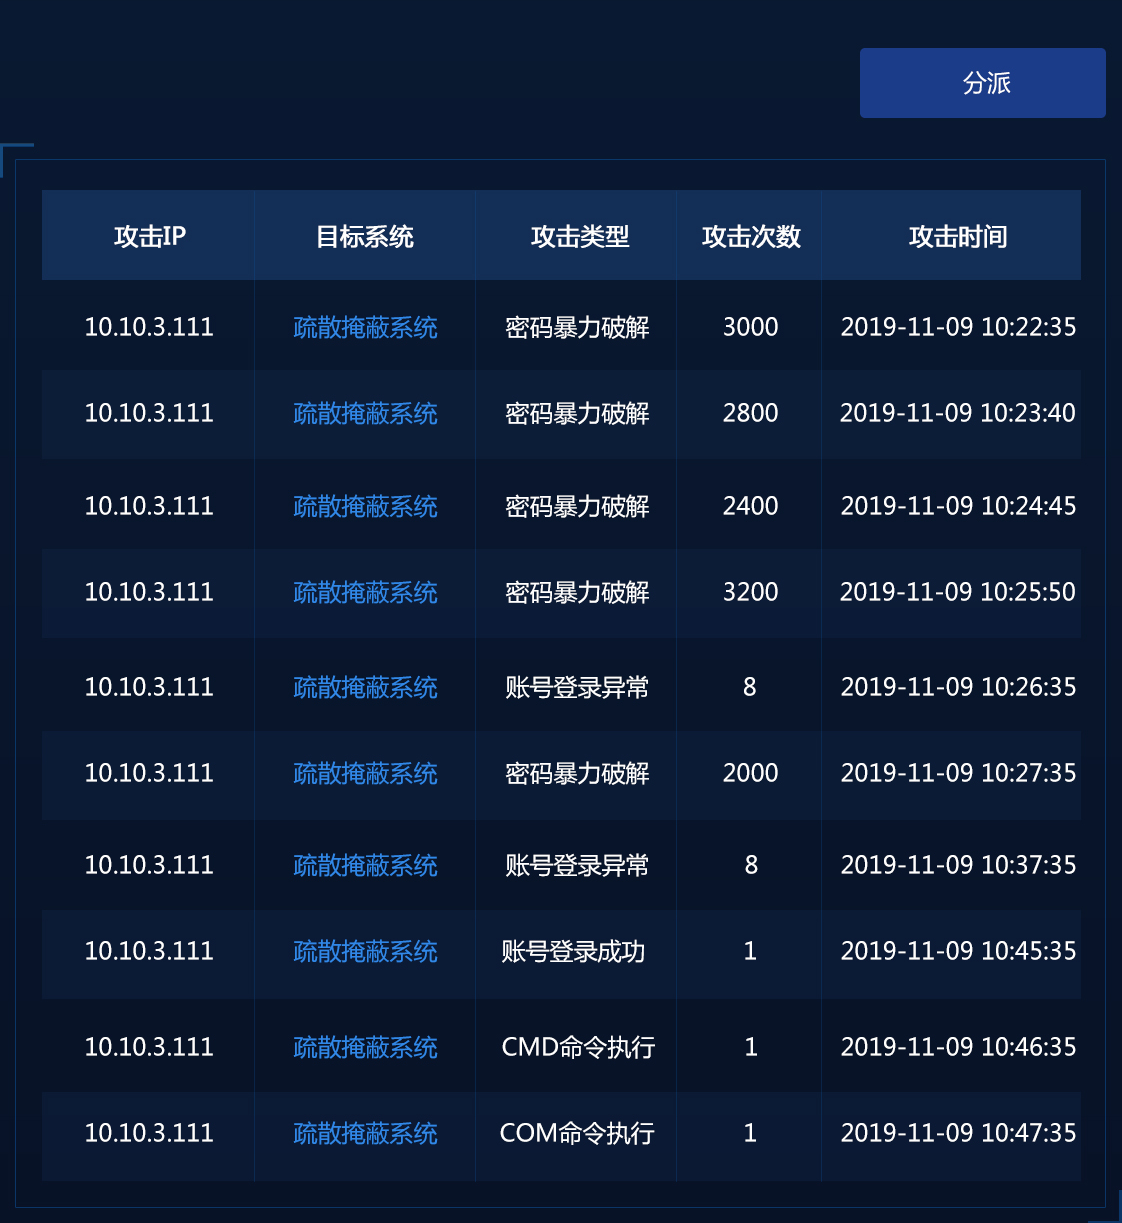 分派
攻击IP 目标系统 攻击类型 攻击次数 攻击时间
10.10.3.111 疏散掩蔽系统 密码暴力破解 3000 2019-11-09 10:22:35
10.10.3.111 疏散掩蔽系统 密码暴力破解 2800 2019-11-09 10:23:40
10.10.3.111 疏散掩蔽系统 密码暴力破解 2400 2019-11-09 10:24:45
10.10.3.111 疏散掩蔽系统 密码暴力破解 3200 2019-11-09 10:25:50
10.10.3.111 疏散掩蔽系统 账号登录异常 8 2019-11-09 10:26:35
10.10.3.111 疏散掩蔽系统 密码暴力破解 2000 2019-11-09 10:27:35
10.10.3.111 疏散掩蔽系统 账号登录异常 8 2019-11-09 10:37:35
10.10.3.111 疏散掩蔽系统 账号登录成功 1 2019-11-09 10:45:35
10.10.3.111 疏散掩蔽系统 CMD命令执行 1 2019-11-09 10:46:35
10.10.3.111 疏散掩蔽系统 COM命令执行 1 2019-11-09 10:47:35